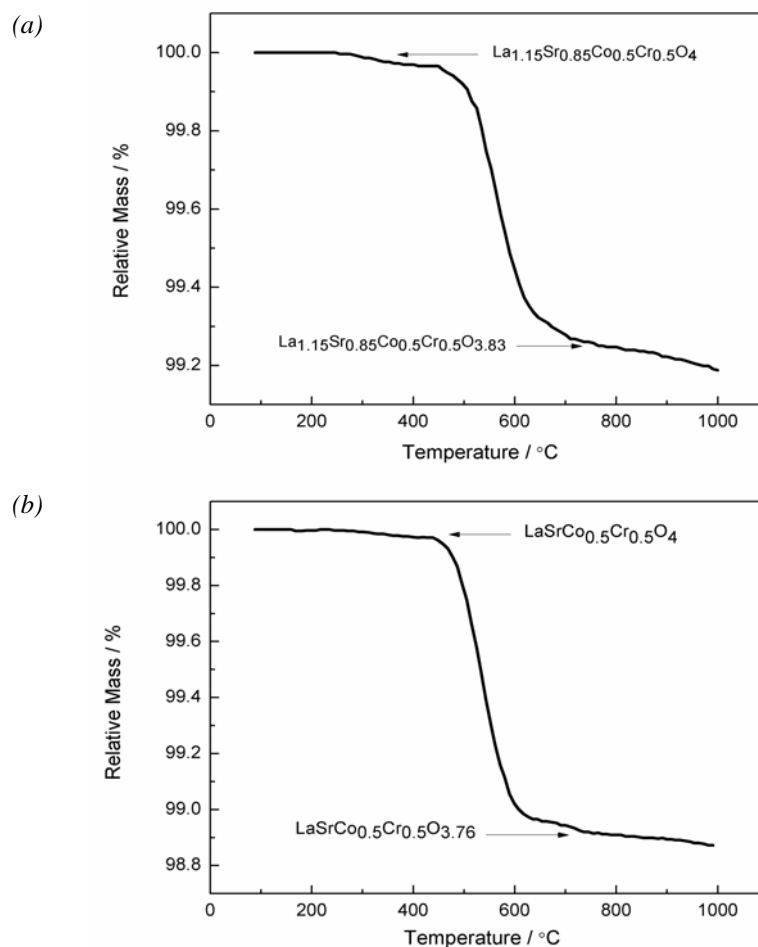 (a)
100.0
99.8
99.6
99.4
99.2
Relative Mass / %
La1.15Sr0.85Co0.5Cr0.5O4
La1.15Sr0.85Co0.5Cr0.5O3.83
0 200 400 600 800 1000
Temperature / °C
(b)
100.0
99.8
99.6
99.4
99.2
99.0
98.8
Relative Mass / %
LaSrCo0.5Cr0.5O4
LaSrCo0.5Cr0.5O3.76
0 200 400 600 800 1000
Temperature / °C